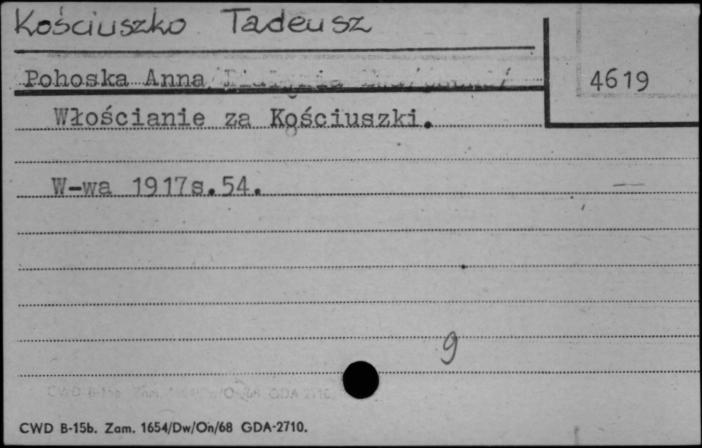 Kościuszko Tadeusz
Pohoska Anna
4619
Włościanie za Kościuszki.
W-wa 1917s.54.
9
CWD B-15b. Zam. 1654/Dw/On/68 GDA-2710.